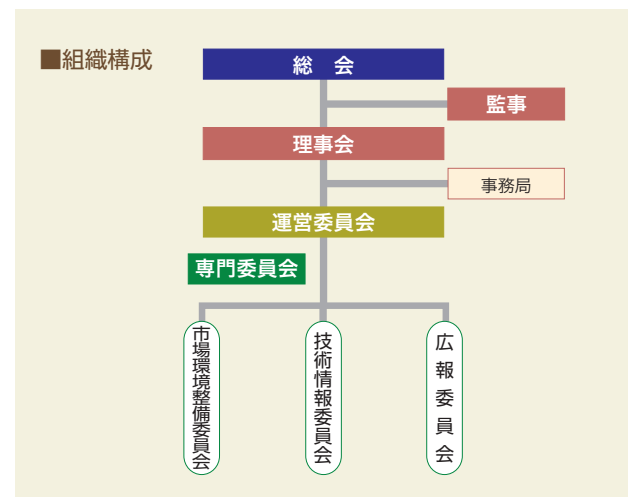 ■組織構成
総　会
監事
理事会
事務局
運営委員会
専門委員会
市場環境整備委員会
技術情報委員会
広報委員会